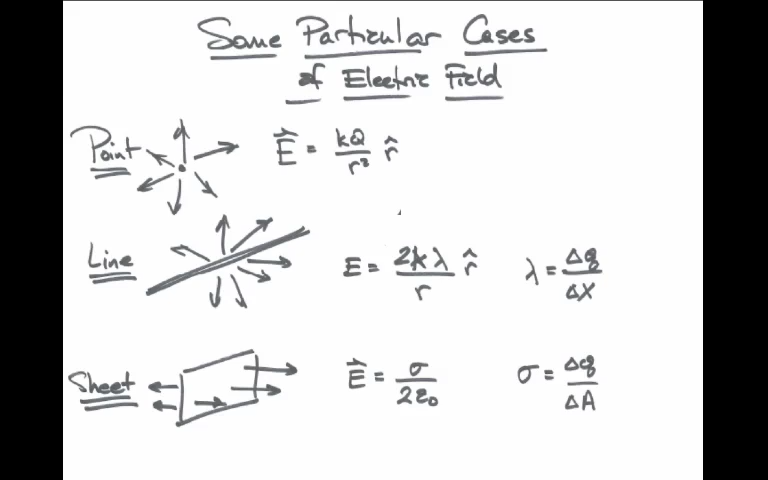 Some Particular Cases
of Electric Field
Point E⃗ = kQ/r² r̂
Line E = 2kλ/r r̂ λ = Δq/ΔX
Sheet E⃗ = σ/2ε₀ σ = Δq/ΔA